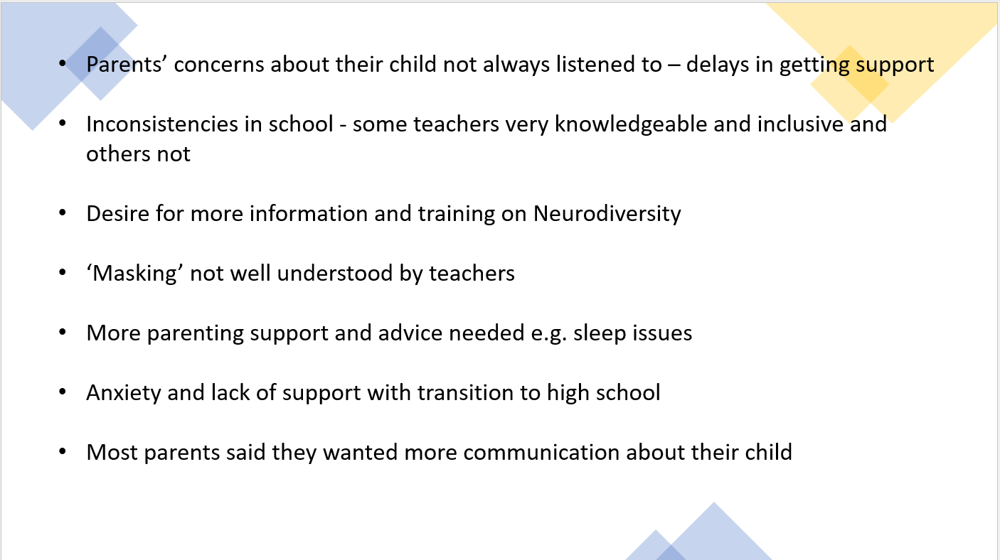 • Parents’ concerns about their child not always listened to – delays in getting support
• Inconsistencies in school - some teachers very knowledgeable and inclusive and
others not
• Desire for more information and training on Neurodiversity
• ‘Masking’ not well understood by teachers
• More parenting support and advice needed e.g. sleep issues
• Anxiety and lack of support with transition to high school
• Most parents said they wanted more communication about their child